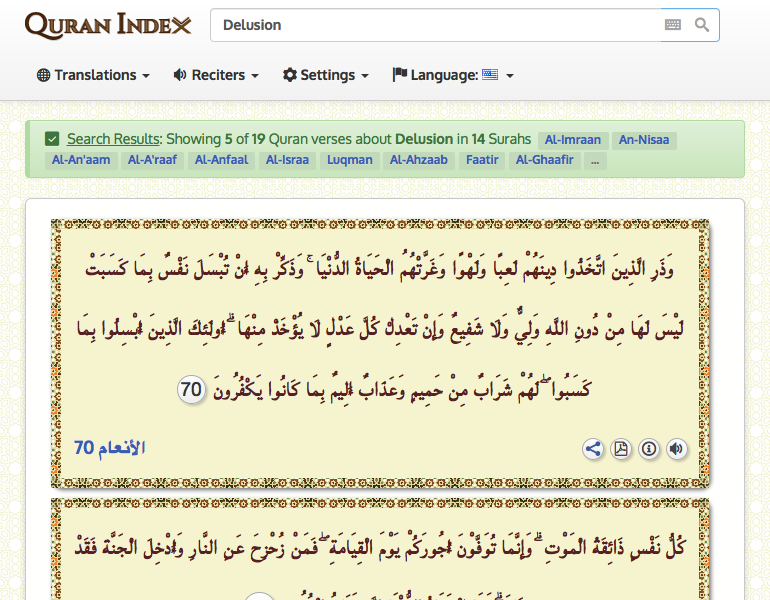 QURAN INDEX
Delusion
Translations Reciters Settings Language:
Search Results: Showing 5 of 19 Quran verses about Delusion in 14 Surahs Al-Imraan An-Nisaa
Al-An'aam Al-A'raaf Al-Anfaal Al-Israa Luqman Al-Ahzaab Faatir Al-Ghaafir ...
وَذَرِ الَّذِينَ اتَّخَذُوا دِينَهُمْ لَعِبًا وَلَهْوًا وَغَرَّتْهُمُ الْحَيَاةُ الدُّنْيَا ۚ وَذَكِّرْ بِهِ أَنْ تُبْسَلَ نَفْسٌ بِمَا كَسَبَتْ
لَيْسَ لَهَا مِنْ دُونِ اللَّهِ وَلِيٌّ وَلَا شَفِيعٌ وَإِنْ تَعْدِلْ كُلَّ عَدْلٍ لَا يُؤْخَذْ مِنْهَا ۗ أُولَئِكَ الَّذِينَ أُبْسِلُوا بِمَا
كَسَبُوا ۖ لَهُمْ شَرَابٌ مِنْ حَمِيمٍ وَعَذَابٌ أَلِيمٌ بِمَا كَانُوا يَكْفُرُونَ 70
الأنعام 70
كُلُّ نَفْسٍ ذَائِقَةُ الْمَوْتِ ۗ وَإِنَّمَا تُوَفَّوْنَ أُجُورَكُمْ يَوْمَ الْقِيَامَةِ ۖ فَمَنْ زُحْزِحَ عَنِ النَّارِ وَأُدْخِلَ الْجَنَّةَ فَقَدْ